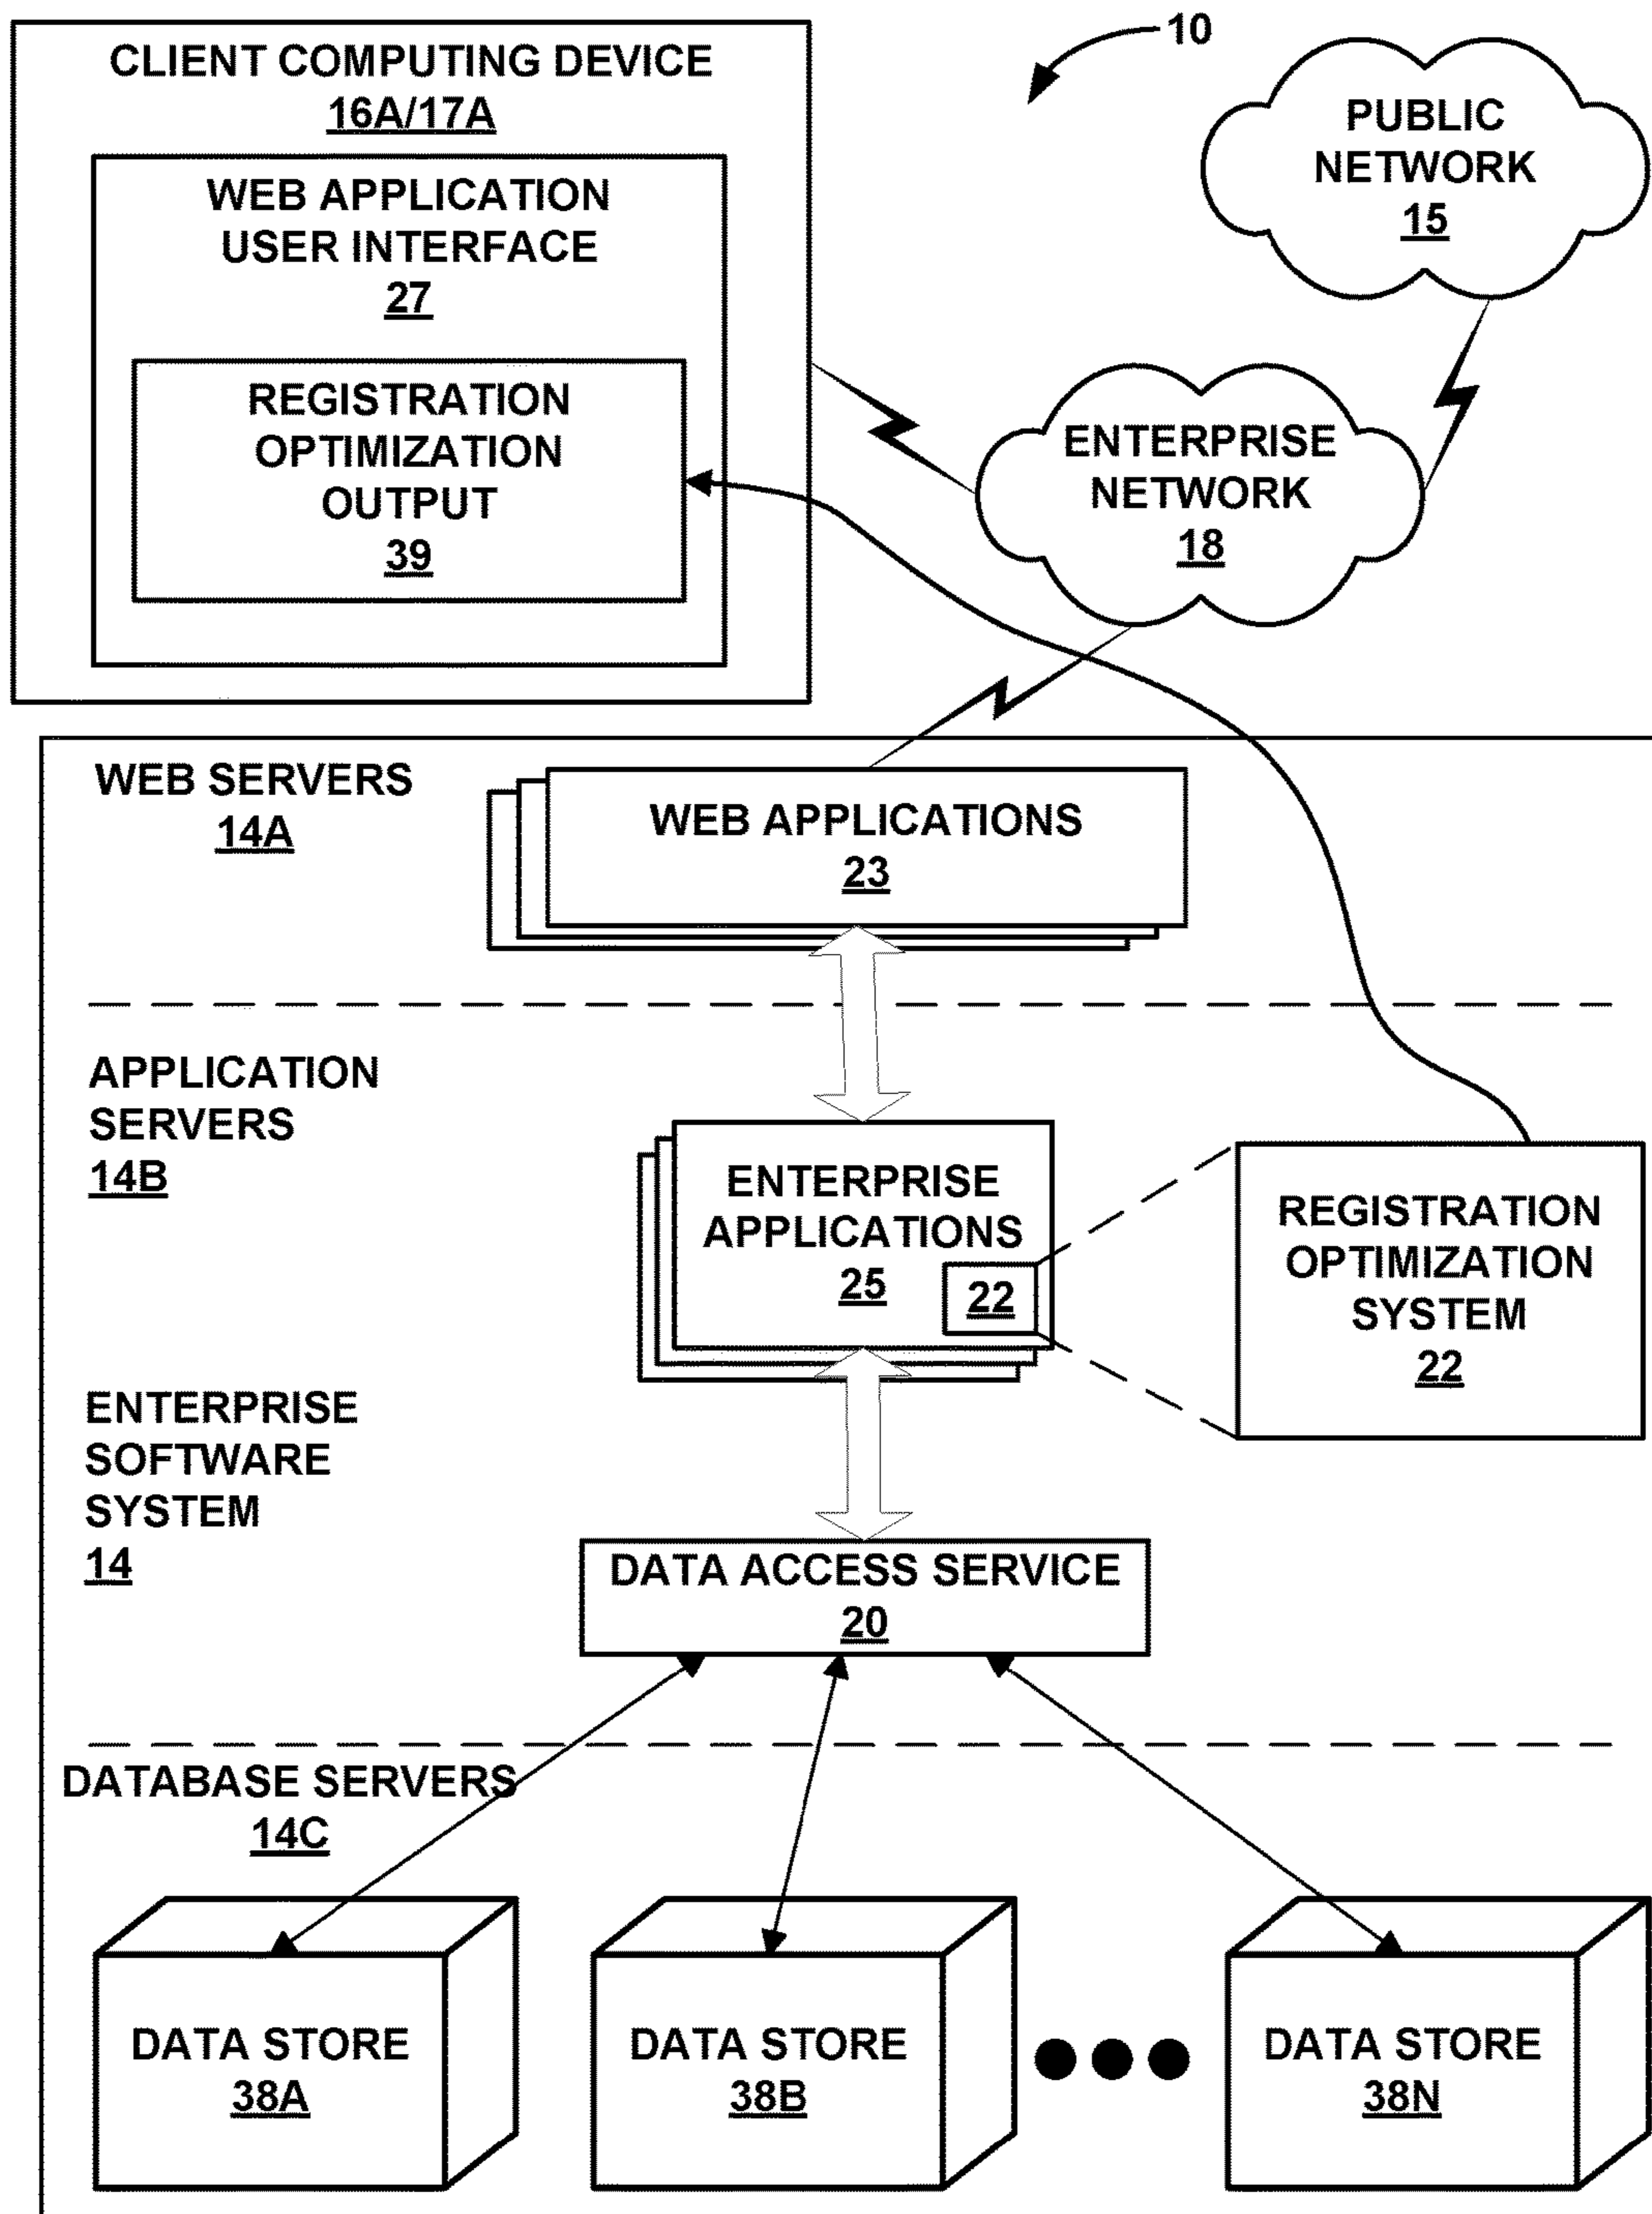 CLIENT COMPUTING DEVICE
16A/17A
WEB APPLICATION
USER INTERFACE
27
REGISTRATION
OPTIMIZATION
OUTPUT
39
10
PUBLIC
NETWORK
15
ENTERPRISE
NETWORK
18
WEB SERVERS
14A
WEB APPLICATIONS
23
APPLICATION
SERVERS
14B
ENTERPRISE
APPLICATIONS
25
22
REGISTRATION
OPTIMIZATION
SYSTEM
22
ENTERPRISE
SOFTWARE
SYSTEM
14
DATA ACCESS SERVICE
20
DATABASE SERVERS
14C
DATA STORE
38A
DATA STORE
38B
DATA STORE
38N